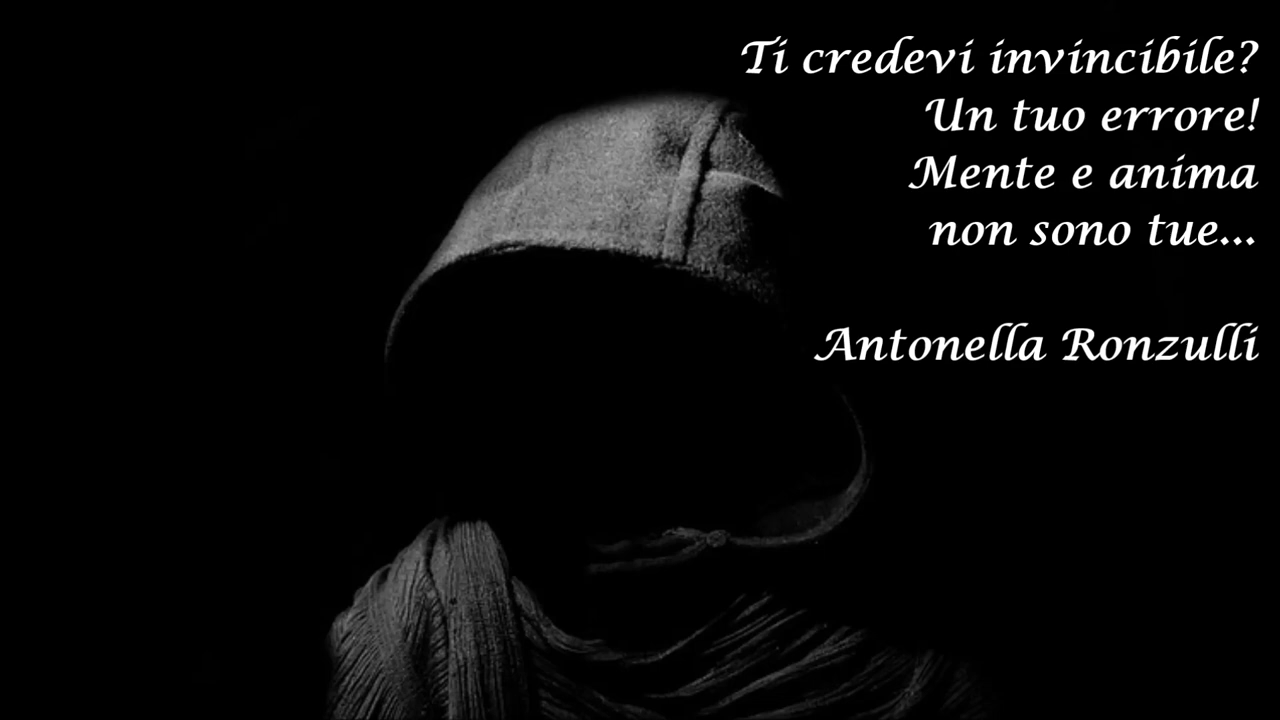 Ti credevi invincibile?
Un tuo errore!
Mente e anima
non sono tue...
Antonella Ronzulli